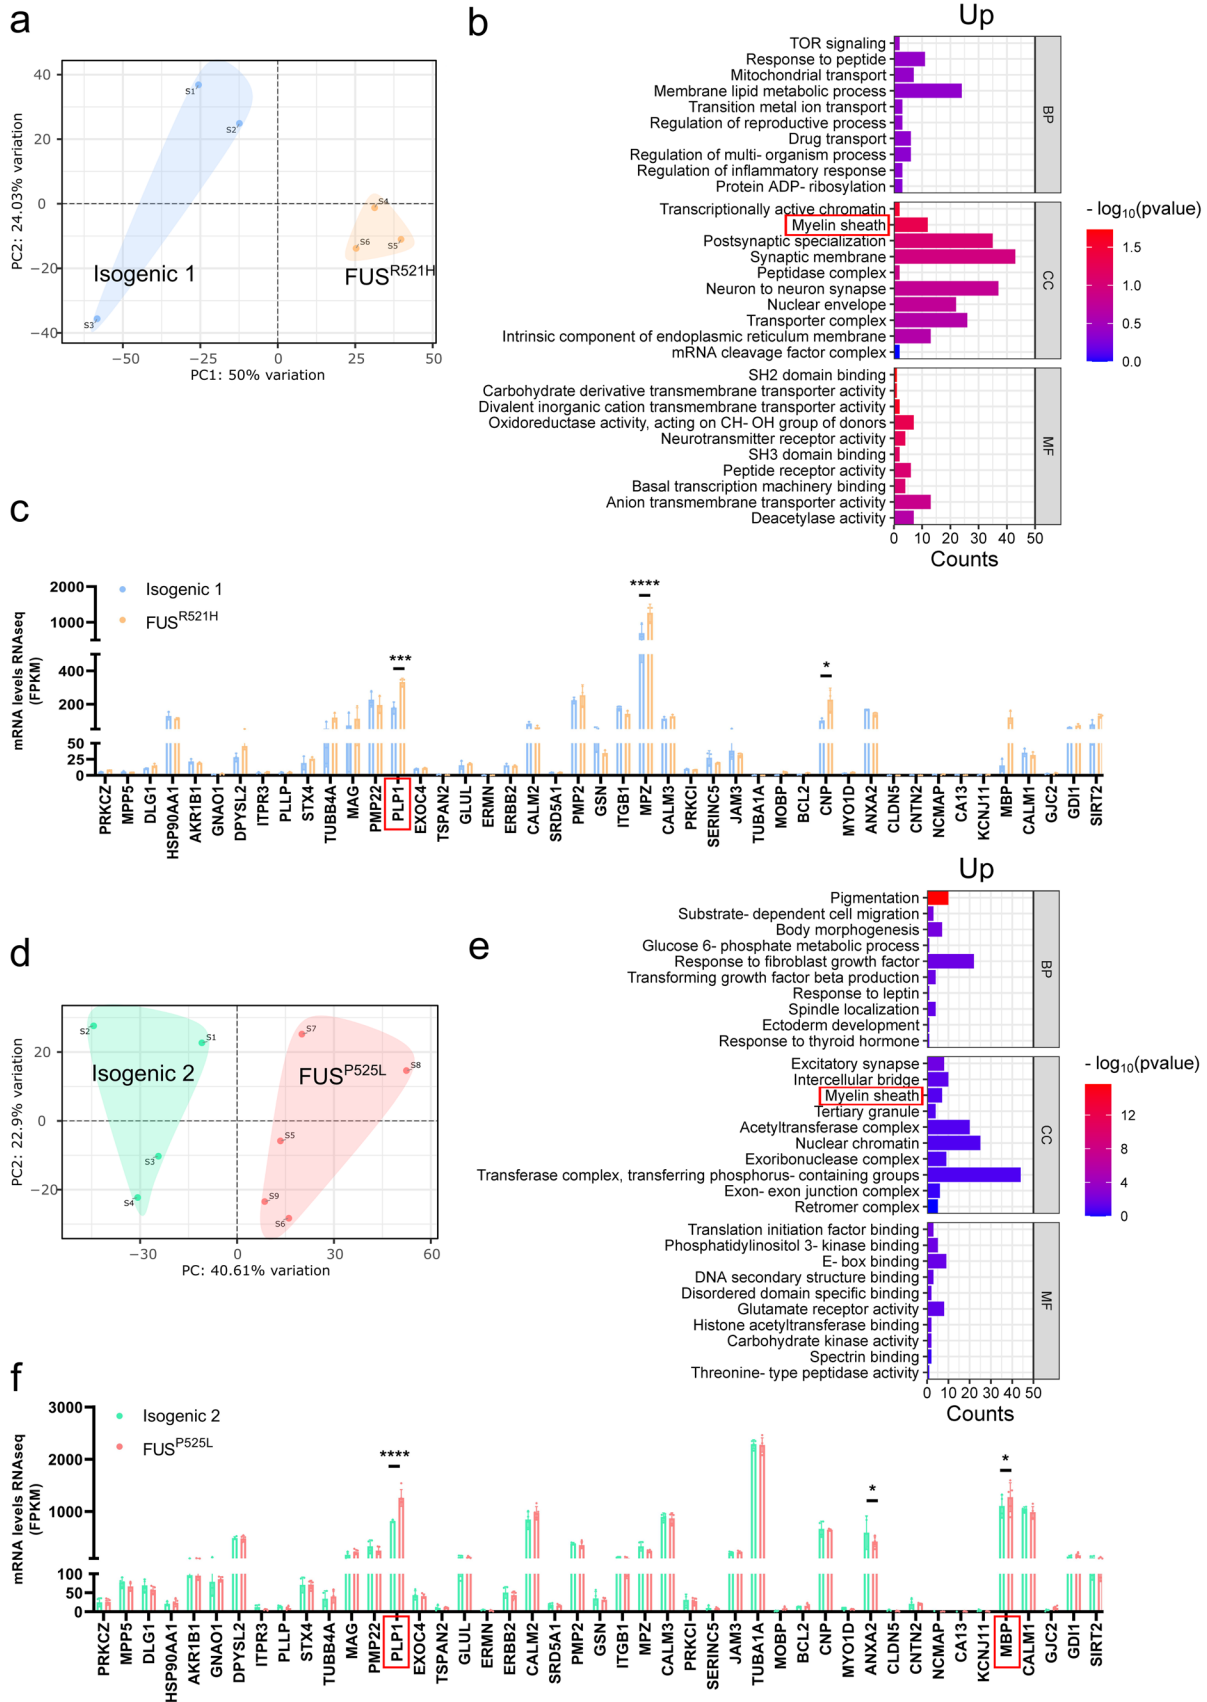 a
40
20
0
−20
−40
−50
−25
0
25
50
PC2: 24.03% variation
PC1: 50% variation
S1
S2
S3
S4
S5
S6
Isogenic 1
FUSR521H
b
Up
TOR signaling
Response to peptide
Mitochondrial transport
Membrane lipid metabolic process
Transition metal ion transport
Regulation of reproductive process
Drug transport
Regulation of multi- organism process
Regulation of inflammatory response
Protein ADP- ribosylation
BP
Transcriptionally active chromatin
Myelin sheath
Postsynaptic specialization
Synaptic membrane
Peptidase complex
Neuron to neuron synapse
Nuclear envelope
Transporter complex
Intrinsic component of endoplasmic reticulum membrane
mRNA cleavage factor complex
CC
SH2 domain binding
Carbohydrate derivative transmembrane transporter activity
Divalent inorganic cation transmembrane transporter activity
Oxidoreductase activity, acting on CH- OH group of donors
Neurotransmitter receptor activity
SH3 domain binding
Peptide receptor activity
Basal transcription machinery binding
Anion transmembrane transporter activity
Deacetylase activity
MF
0 10 20 30 40 50
Counts
- log10(pvalue)
1.5
1.0
0.5
0.0
c
Isogenic 1
FUSR521H
mRNA levels RNAseq
(FPKM)
2000
1000
400
200
50
25
0
***
****
*
PRKCZ
MPP5
DLG1
HSP90AA1
AKR1B1
GNAO1
DPYSL2
ITPR3
PLLP
STX4
TUBB4A
MAG
PMP22
PLP1
EXOC4
TSPAN2
GLUL
ERMN
ERBB2
CALM2
SRD5A1
PMP2
GSN
ITGB1
MPZ
CALM3
PRKCI
SERINC5
JAM3
TUBA1A
MOBP
BCL2
CNP
MYO1D
ANXA2
CLDN5
CNTN2
NCMAP
CA13
KCNJ11
MBP
CALM1
GJC2
GDI1
SIRT2
d
20
0
−20
−30
0
30
60
PC2: 22.9% variation
PC: 40.61% variation
S2
S1
S3
S4
S7
S8
S5
S9
S6
Isogenic 2
FUSP525L
e
Up
Pigmentation
Substrate- dependent cell migration
Body morphogenesis
Glucose 6- phosphate metabolic process
Response to fibroblast growth factor
Transforming growth factor beta production
Response to leptin
Spindle localization
Ectoderm development
Response to thyroid hormone
BP
Excitatory synapse
Intercellular bridge
Myelin sheath
Tertiary granule
Acetyltransferase complex
Nuclear chromatin
Exoribonuclease complex
Transferase complex, transferring phosphorus- containing groups
Exon- exon junction complex
Retromer complex
CC
Translation initiation factor binding
Phosphatidylinositol 3- kinase binding
E- box binding
DNA secondary structure binding
Disordered domain specific binding
Glutamate receptor activity
Histone acetyltransferase binding
Carbohydrate kinase activity
Spectrin binding
Threonine- type peptidase activity
MF
0 10 20 30 40 50
Counts
- log10(pvalue)
12
8
4
0
f
Isogenic 2
FUSP525L
mRNA levels RNAseq
(FPKM)
3000
2000
1000
100
50
0
****
*
*
PRKCZ
MPP5
DLG1
HSP90AA1
AKR1B1
GNAO1
DPYSL2
ITPR3
PLLP
STX4
TUBB4A
MAG
PMP22
PLP1
EXOC4
TSPAN2
GLUL
ERMN
ERBB2
CALM2
SRD5A1
PMP2
GSN
ITGB1
MPZ
CALM3
PRKCI
SERINC5
JAM3
TUBA1A
MOBP
BCL2
CNP
MYO1D
ANXA2
CLDN5
CNTN2
NCMAP
CA13
KCNJ11
MBP
CALM1
GJC2
GDI1
SIRT2